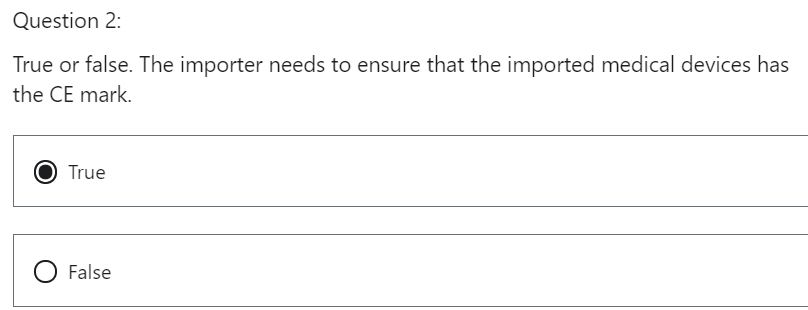 Question 2:
True or false. The importer needs to ensure that the imported medical devices has
the CE mark.
True
False